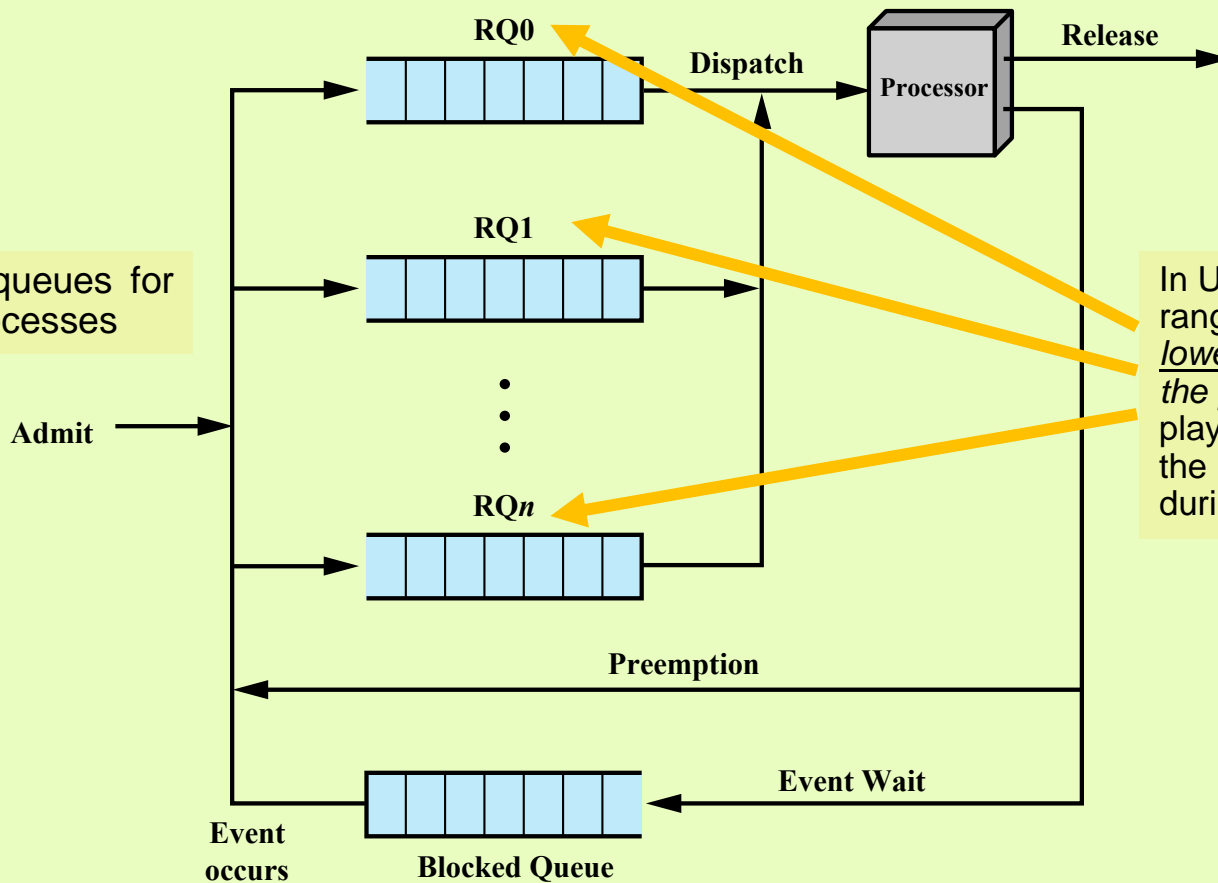 RQ0
Dispatch
Release
Processor
RQ1
queues for
In U
rang
lowe
the
play
the
duri
Admit
RQn
Preemption
Event Wait
Event
occurs
Blocked Queue